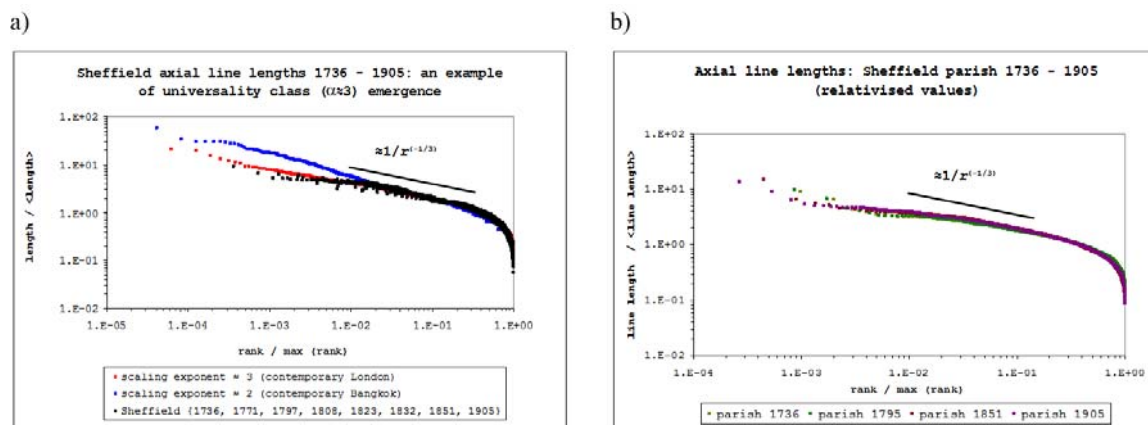 a)
Sheffield axial line lengths 1736 - 1905: an example
of universality class (α≈3) emergence
1.E+02
1.E+01
1.E+00
1.E-01
1.E-02
length / <length>
≈1/r(-1/3)
1.E-05 1.E-04 1.E-03 1.E-02 1.E-01 1.E+00
rank / max (rank)
scaling exponent ≈ 3 (contemporary London)
scaling exponent ≈ 2 (contemporary Bangkok)
Sheffield {1736, 1771, 1797, 1808, 1823, 1832, 1851, 1905}
b)
Axial line lengths: Sheffield parish 1736 - 1905
(relativised values)
1.E+02
1.E+01
1.E+00
1.E-01
1.E-02
line length / <line length>
≈1/r(-1/3)
1.E-04 1.E-03 1.E-02 1.E-01 1.E+00
rank / max (rank)
parish 1736 parish 1795 parish 1851 parish 1905